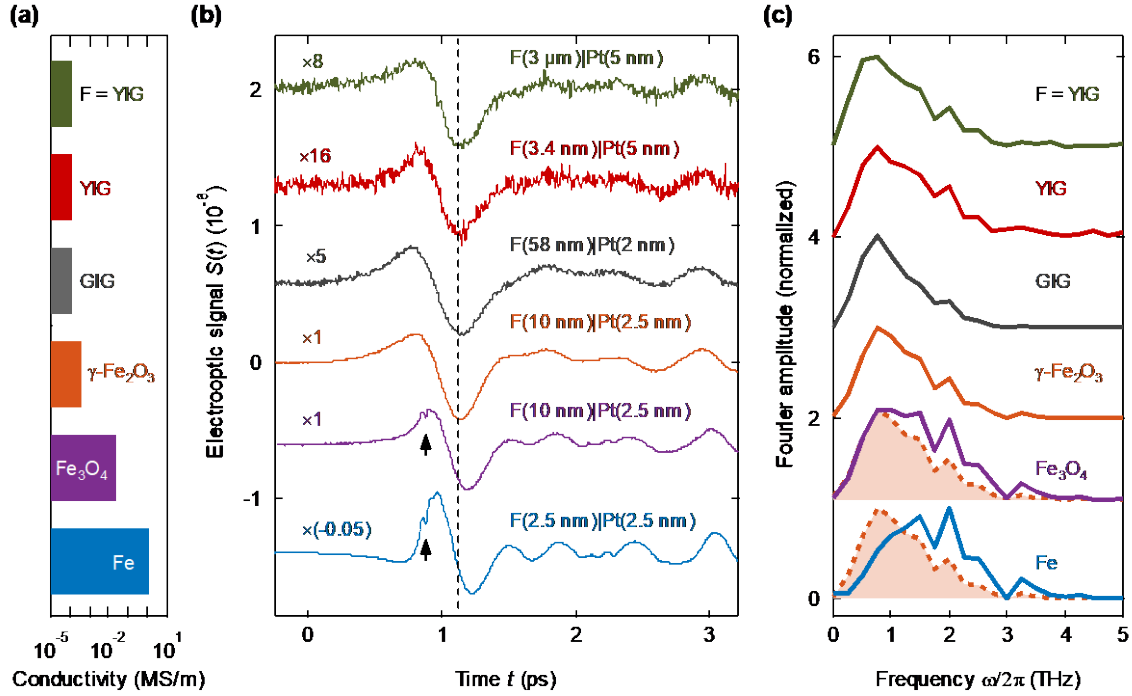 (a)
F = YIG
YIG
GIG
γ-Fe2O3
Fe3O4
Fe
10-5 10-2 10 1
Conductivity (MS/m)
(b)
Electrooptic signal S(t) (10-6)
2
1
0
-1
×8 F(3 μm)|Pt(5 nm)
×16 F(3.4 nm)|Pt(5 nm)
×5 F(58 nm)|Pt(2 nm)
×1 F(10 nm)|Pt(2.5 nm)
×1 F(10 nm)|Pt(2.5 nm)
×(-0.05) F(2.5 nm)|Pt(2.5 nm)
0 1 2 3
Time t (ps)
(c)
Fourier amplitude (normalized)
6
4
2
0
F = YIG
YIG
GIG
γ-Fe2O3
Fe3O4
Fe
0 1 2 3 4 5
Frequency ω/2π (THz)